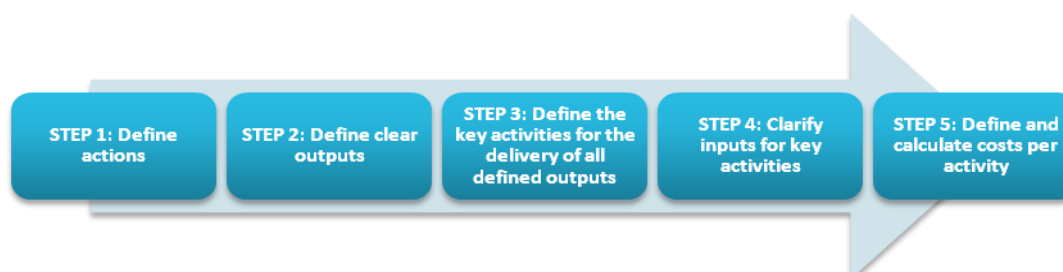 STEP 1: Define
actions
STEP 2: Define clear
outputs
STEP 3: Define the
key activities for the
delivery of all
defined outputs
STEP 4: Clarify
inputs for key
activities
STEP 5: Define and
calculate costs per
activity